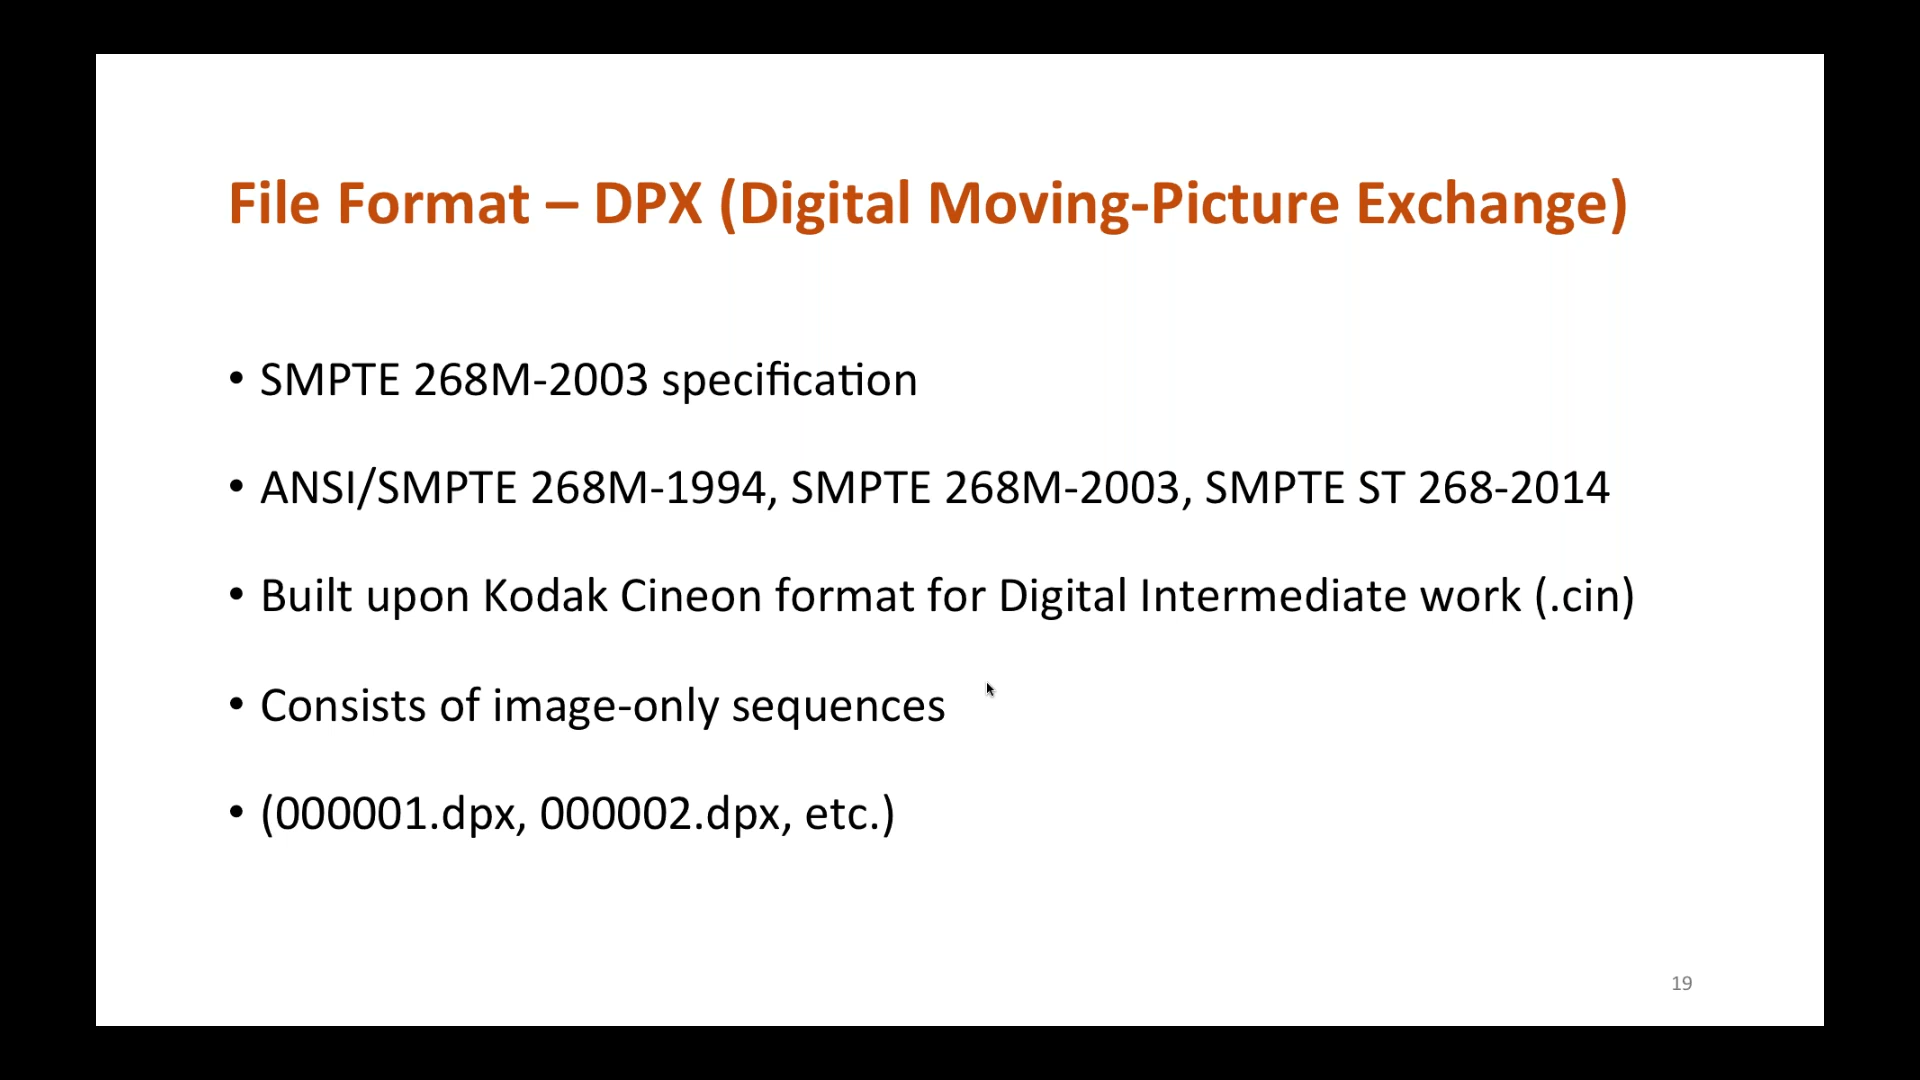 File Format – DPX (Digital Moving-Picture Exchange)
• SMPTE 268M-2003 specification
• ANSI/SMPTE 268M-1994, SMPTE 268M-2003, SMPTE ST 268-2014
• Built upon Kodak Cineon format for Digital Intermediate work (.cin)
• Consists of image-only sequences
• (000001.dpx, 000002.dpx, etc.)
19